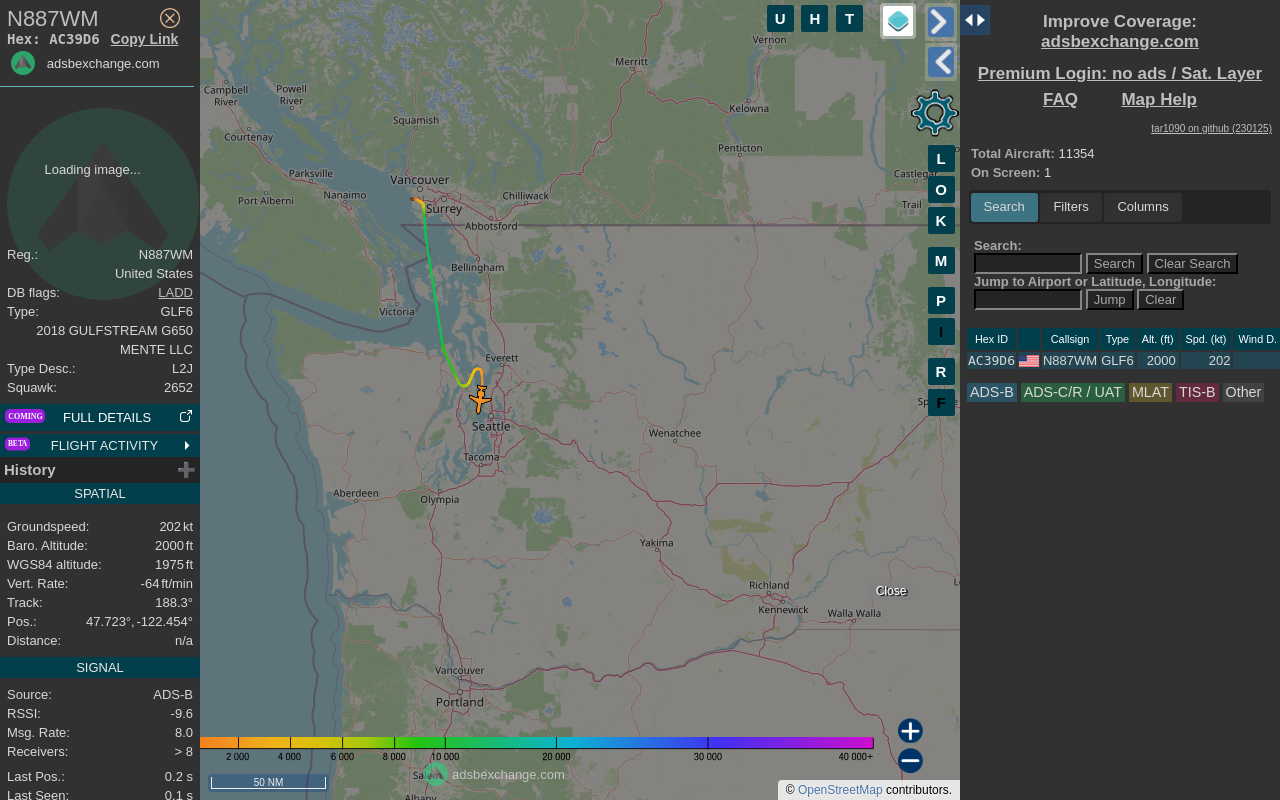 N887WM
Hex: AC39D6 Copy Link
adsbexchange.com
Loading image...
Reg.: N887WM
United States
DB flags: LADD
Type: GLF6
2018 GULFSTREAM G650
MENTE LLC
Type Desc.: L2J
Squawk: 2652
COMING FULL DETAILS
BETA FLIGHT ACTIVITY
History
SPATIAL
Groundspeed: 202 kt
Baro. Altitude: 2000 ft
WGS84 altitude: 1975 ft
Vert. Rate: -64 ft/min
Track: 188.3°
Pos.: 47.723°, -122.454°
Distance: n/a
SIGNAL
Source: ADS-B
RSSI: -9.6
Msg. Rate: 8.0
Receivers: > 8
Last Pos.: 0.2 s
Last Seen: 0.1 s
U H T
L
O
K
M
P
I
R
F
Vernon
Merritt
Campbell
River
Powell
River
Kelowna
Squamish
Courtenay
Penticton
Parksville
Nanaimo
Vancouver
Castlegar
Port Alberni
Chilliwack
Surrey
Trail
Abbotsford
Bellingham
Victoria
Everett
Seattle
Wenatchee
Tacoma
Aberdeen
Olympia
Yakima
Richland
Close
Kennewick
Walla Walla
Vancouver
Portland
2 000 4 000 6 000 8 000 10 000 20 000 30 000 40 000+
Salem
adsbexchange.com
50 NM
Albany
© OpenStreetMap contributors.
Improve Coverage:
adsbexchange.com
Premium Login: no ads / Sat. Layer
FAQ Map Help
tar1090 on github (230125)
Total Aircraft: 11354
On Screen: 1
Search Filters Columns
Search:
Search Clear Search
Jump to Airport or Latitude, Longitude:
Jump Clear
Hex ID Callsign Type Alt. (ft) Spd. (kt) Wind D.
AC39D6 N887WM GLF6 2000 202
ADS-B ADS-C/R / UAT MLAT TIS-B Other